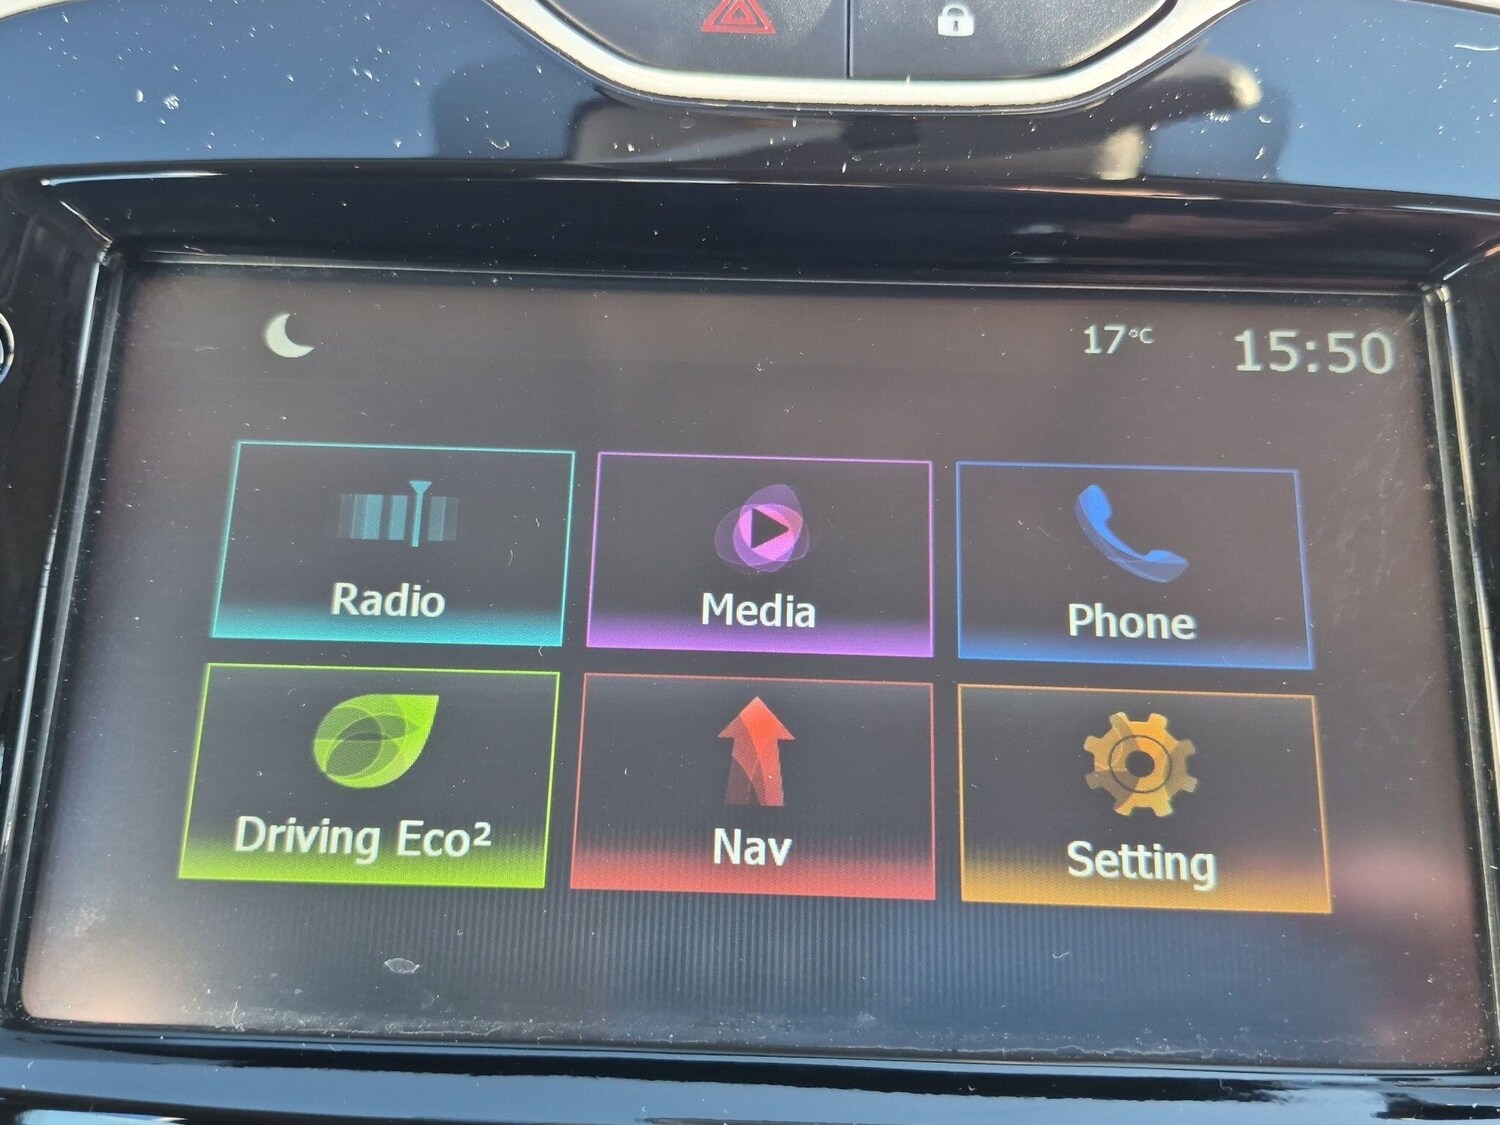 17°C 15:50
Radio
Media
Phone
Driving Eco²
Nav
Setting